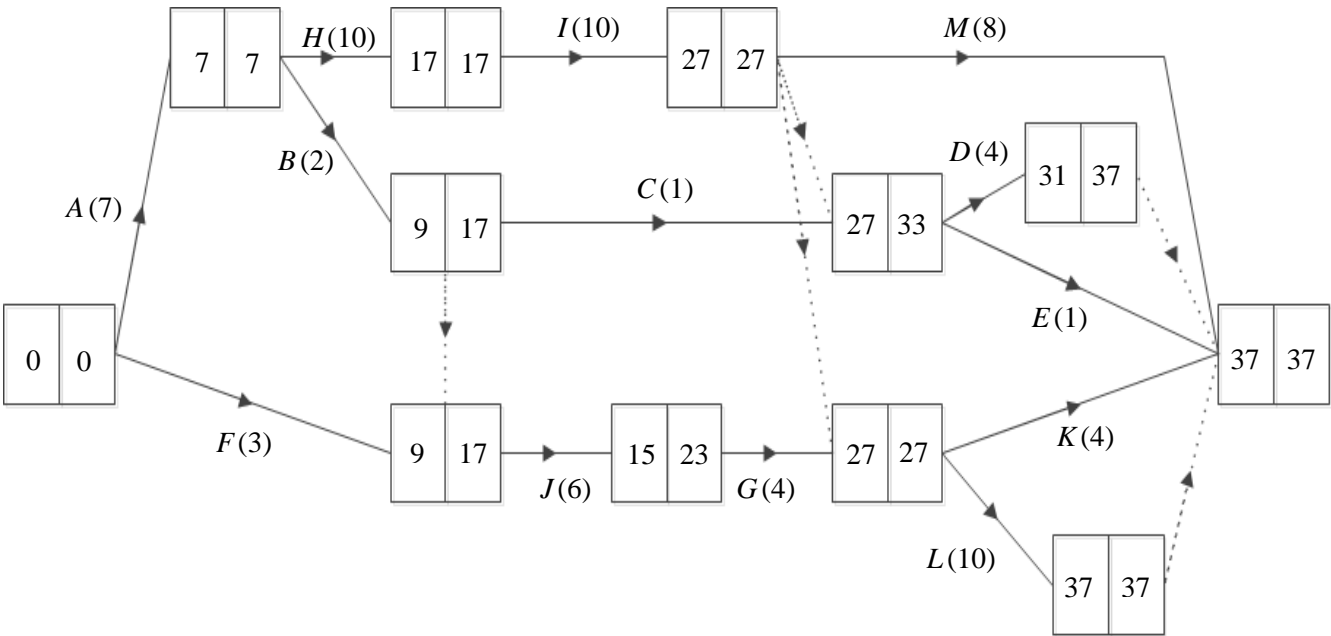 H(10)
I(10)
M(8)
7 7
17 17
27 27
B(2)
D(4)
31 37
A(7)
C(1)
9 17
27 33
E(1)
0 0
37 37
F(3)
K(4)
9 17
15 23
27 27
J(6)
G(4)
L(10)
37 37